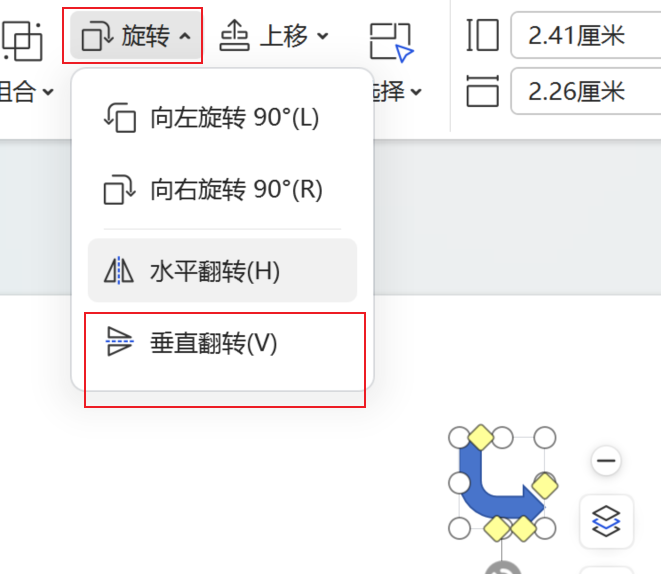 旋转 上移 2.41厘米
组合 选择 2.26厘米
向左旋转 90°(L)
向右旋转 90°(R)
水平翻转(H)
垂直翻转(V)